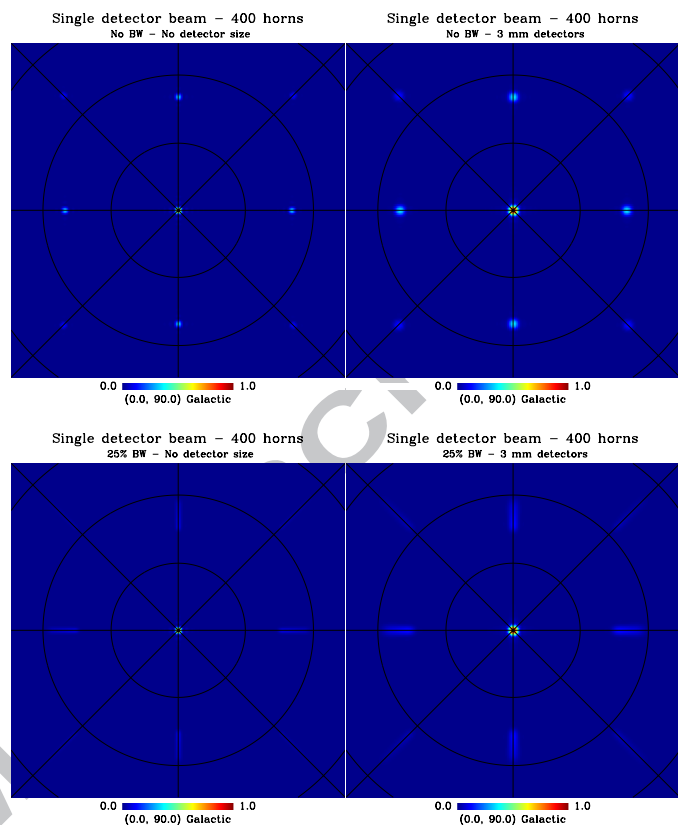 Single detector beam – 400 horns
No BW – No detector size
Single detector beam – 400 horns
No BW – 3 mm detectors
0.0 1.0
(0.0, 90.0) Galactic
0.0 1.0
(0.0, 90.0) Galactic
Single detector beam – 400 horns
25% BW – No detector size
Single detector beam – 400 horns
25% BW – 3 mm detectors
0.0 1.0
(0.0, 90.0) Galactic
0.0 1.0
(0.0, 90.0) Galactic